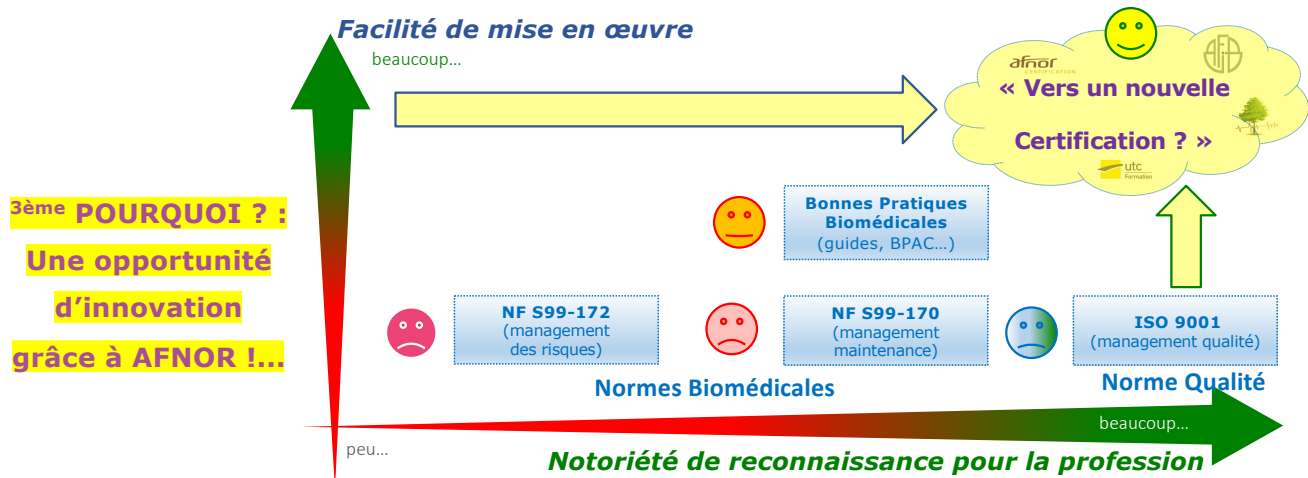 Facilité de mise en œuvre
beaucoup...
afnor
CERTIFICATION
« Vers un nouvelle
Certification ? »
utc
Formation
3ème POURQUOI ? :
Une opportunité
d’innovation
grâce à AFNOR !...
Bonnes Pratiques
Biomédicales
(guides, BPAC...)
NF S99-172
(management
des risques)
NF S99-170
(management
maintenance)
ISO 9001
(management qualité)
Normes Biomédicales
Norme Qualité
beaucoup...
peu...
Notoriété de reconnaissance pour la profession